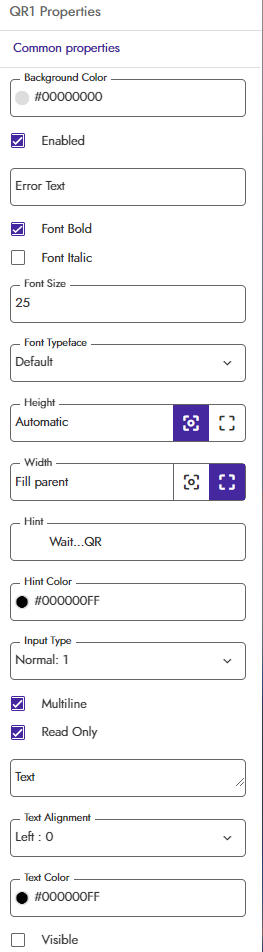 QR1 Properties
Common properties
Background Color
#00000000
Enabled
Error Text
Font Bold
Font Italic
Font Size
25
Font Typeface
Default
Height
Automatic
Width
Fill parent
Hint
Wait...QR
Hint Color
#000000FF
Input Type
Normal: 1
Multiline
Read Only
Text
Text Alignment
Left : 0
Text Color
#000000FF
Visible